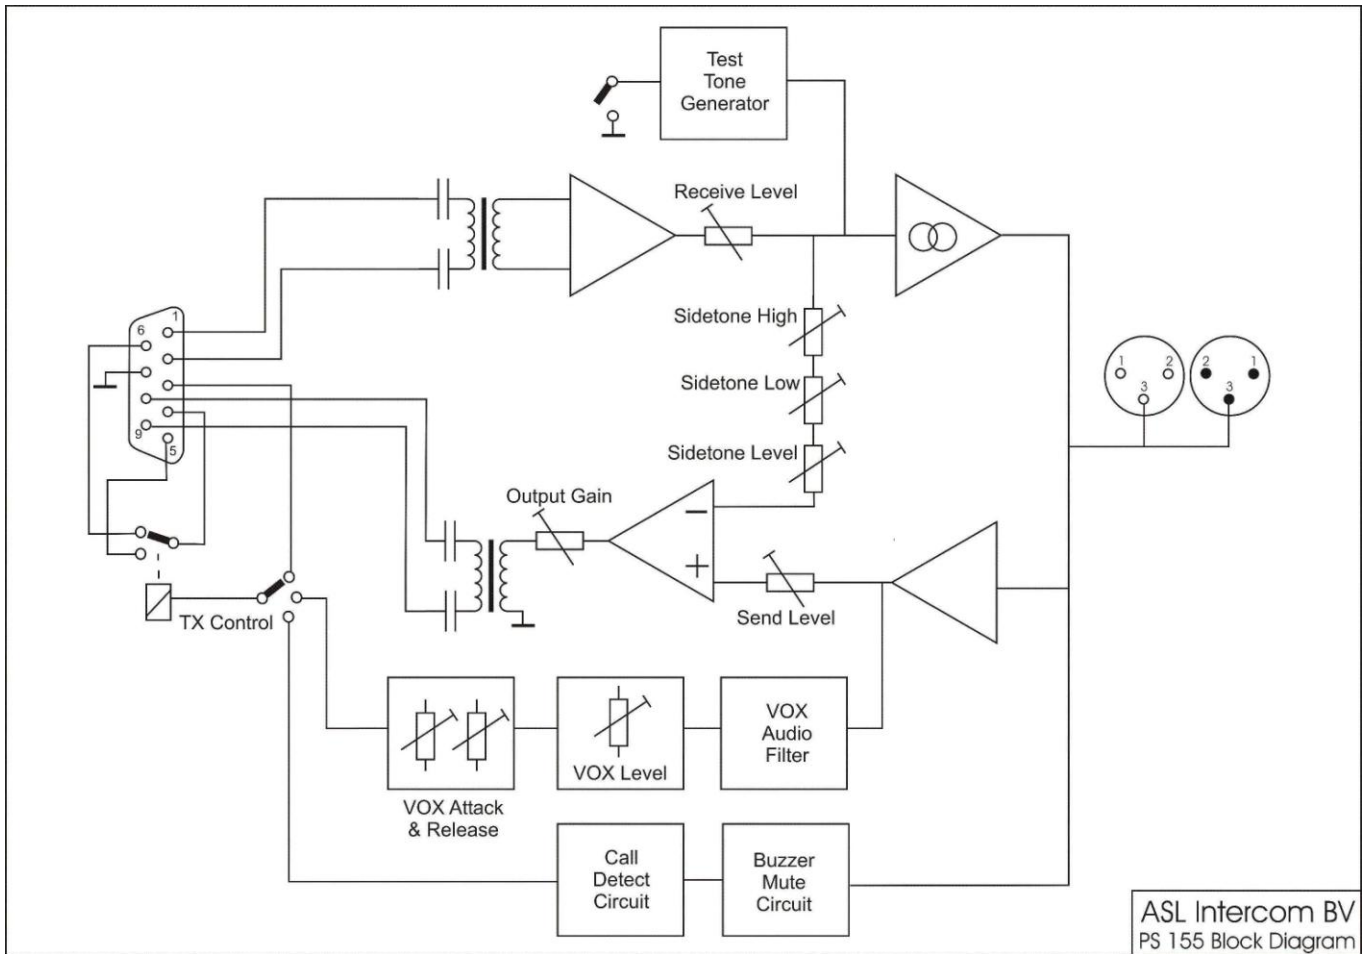 Test
Tone
Generator
Receive Level
Sidetone High
1
6
1
2
2
1
3
3
Sidetone Low
9
5
Sidetone Level
Output Gain
−
+
TX Control
Send Level
VOX
Audio
Filter
VOX Level
VOX Attack
& Release
Call
Detect
Circuit
Buzzer
Mute
Circuit
ASL Intercom BV
PS 155 Block Diagram